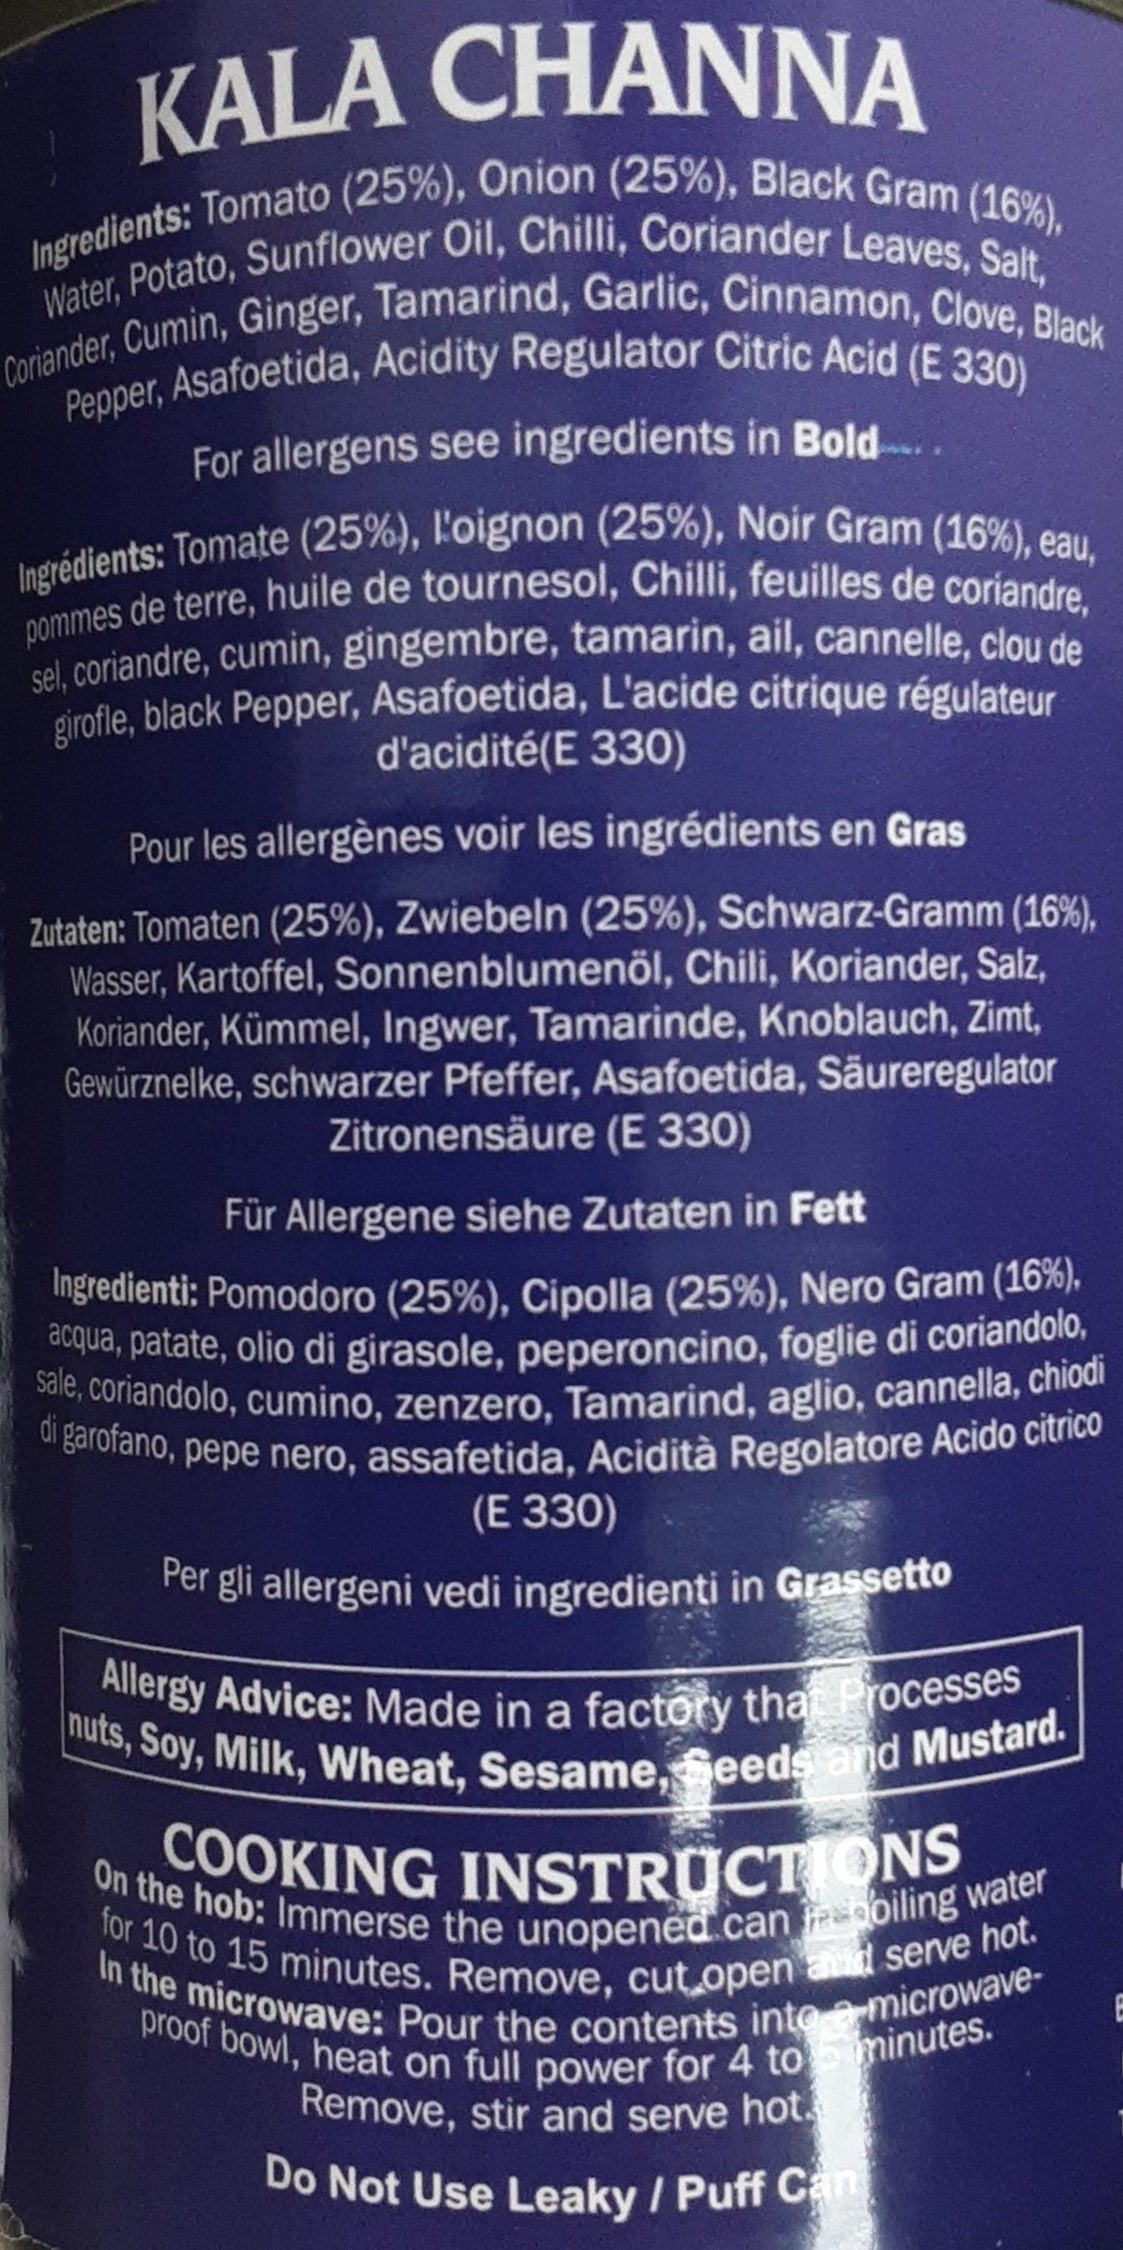 KALA CHANNA
Ingredients: Tomato (25%), Onion (25%), Black Gram (16%),
Water, Potato, Sunflower Oil, Chilli, Coriander Leaves, Salt,
Coriander, Cumin, Ginger, Tamarind, Garlic, Cinnamon, Clove, Black
Pepper, Asafoetida, Acidity Regulator Citric Acid (E 330)
For allergens see ingredients in Bold
Ingrédients: Tomate (25%), l'oignon (25%), Noir Gram (16%), eau,
pommes de terre, huile de tournesol, Chilli, feuilles de coriandre,
sel, coriandre, cumin, gingembre, tamarin, ail, cannelle, clou de
girofle, black Pepper, Asafoetida, L'acide citrique régulateur
d'acidité(E 330)
Pour les allergènes voir les ingrédients en Gras
Zutaten: Tomaten (25%), Zwiebeln (25%), Schwarz-Gramm (16%),
Wasser, Kartoffel, Sonnenblumenöl, Chili, Koriander, Salz,
Koriander, Kümmel, Ingwer, Tamarinde, Knoblauch, Zimt,
Gewürznelke, schwarzer Pfeffer, Asafoetida, Säureregulator
Zitronensäure (E 330)
Für Allergene siehe Zutaten in Fett
Ingredienti: Pomodoro (25%), Cipolla (25%), Nero Gram (16%),
acqua, patate, olio di girasole, peperoncino, foglie di coriandolo,
sale, coriandolo, cumino, zenzero, Tamarind, aglio, cannella, chiodi
di garofano, pepe nero, assafetida, Acidità Regolatore Acido citrico
(E 330)
Per gli allergeni vedi ingredienti in Grassetto
Allergy Advice: Made in a factory that Processes
nuts, Soy, Milk, Wheat, Sesame, Seeds and Mustard.
COOKING INSTRUCTIONS
On the hob: Immerse the unopened can in boiling water
for 10 to 15 minutes. Remove, cut open and serve hot.
In the microwave: Pour the contents into a microwave-
proof bowl, heat on full power for 4 to 5 minutes.
Remove, stir and serve hot.
Do Not Use Leaky / Puff Can